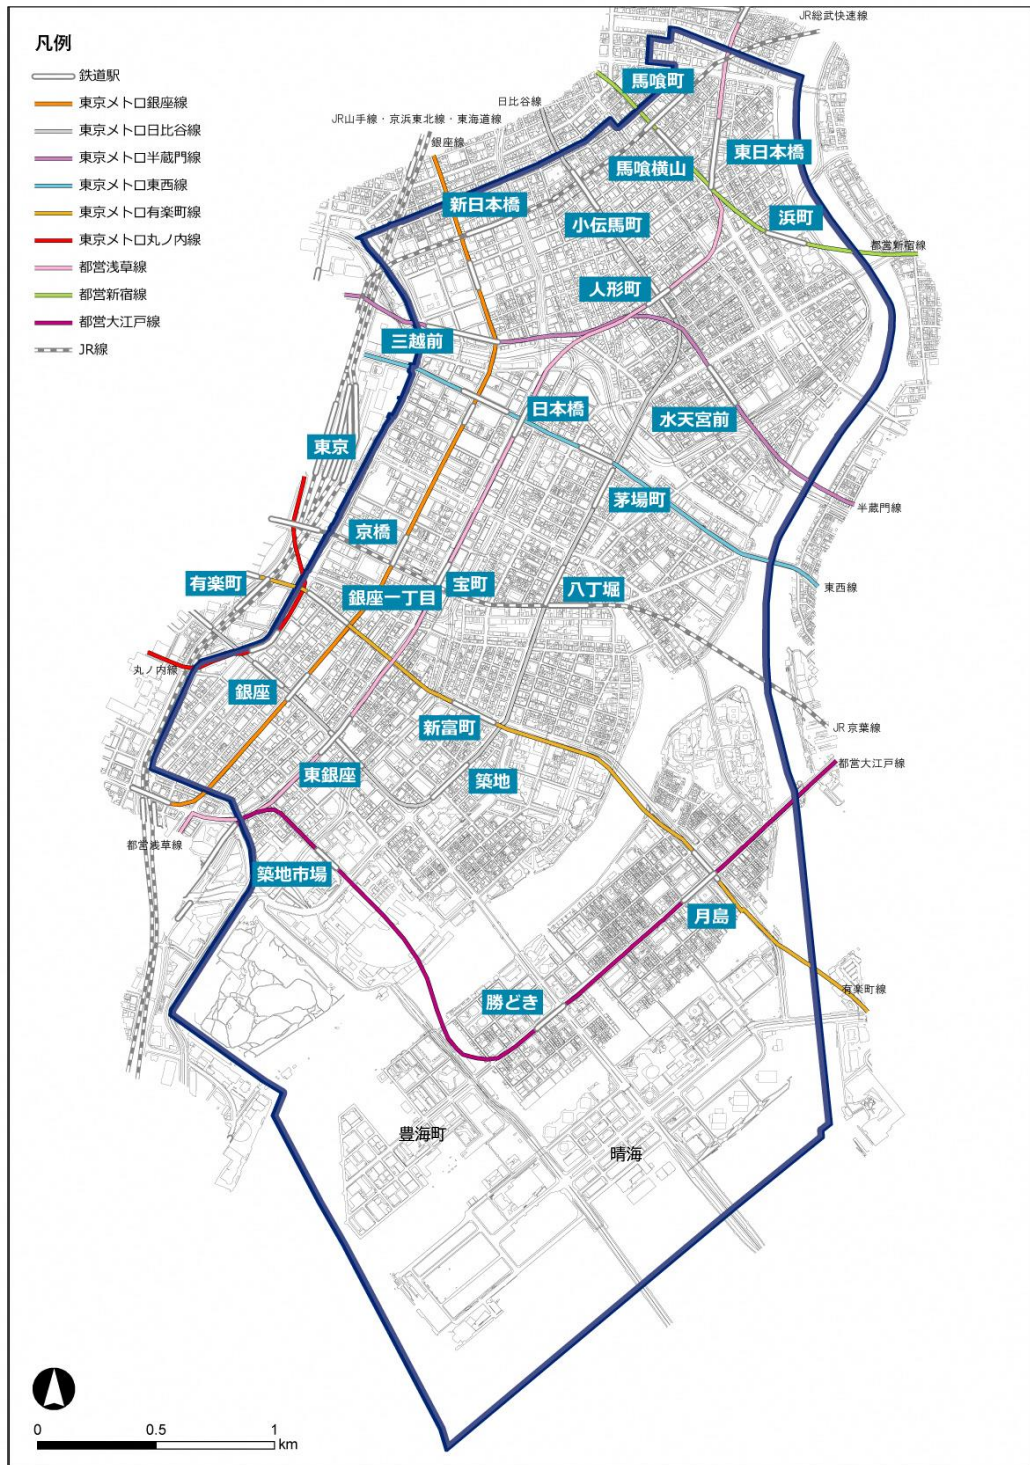 凡例
鉄道駅
東京メトロ銀座線
東京メトロ日比谷線
東京メトロ半蔵門線
東京メトロ東西線
東京メトロ有楽町線
東京メトロ丸ノ内線
都営浅草線
都営新宿線
都営大江戸線
JR線
JR総武快速線
馬喰町
日比谷線
JR山手線・京浜東北線・東海道線
銀座線
東日本橋
馬喰横山
新日本橋
小伝馬町
浜町
都営新宿線
人形町
三越前
日本橋
水天宮前
東京
茅場町
半蔵門線
京橋
有楽町
銀座一丁目
宝町
八丁堀
東西線
丸ノ内線
銀座
新富町
JR京葉線
東銀座
築地
都営大江戸線
都営浅草線
築地市場
月島
有楽町線
勝どき
豊海町
晴海
0 0.5 1
km